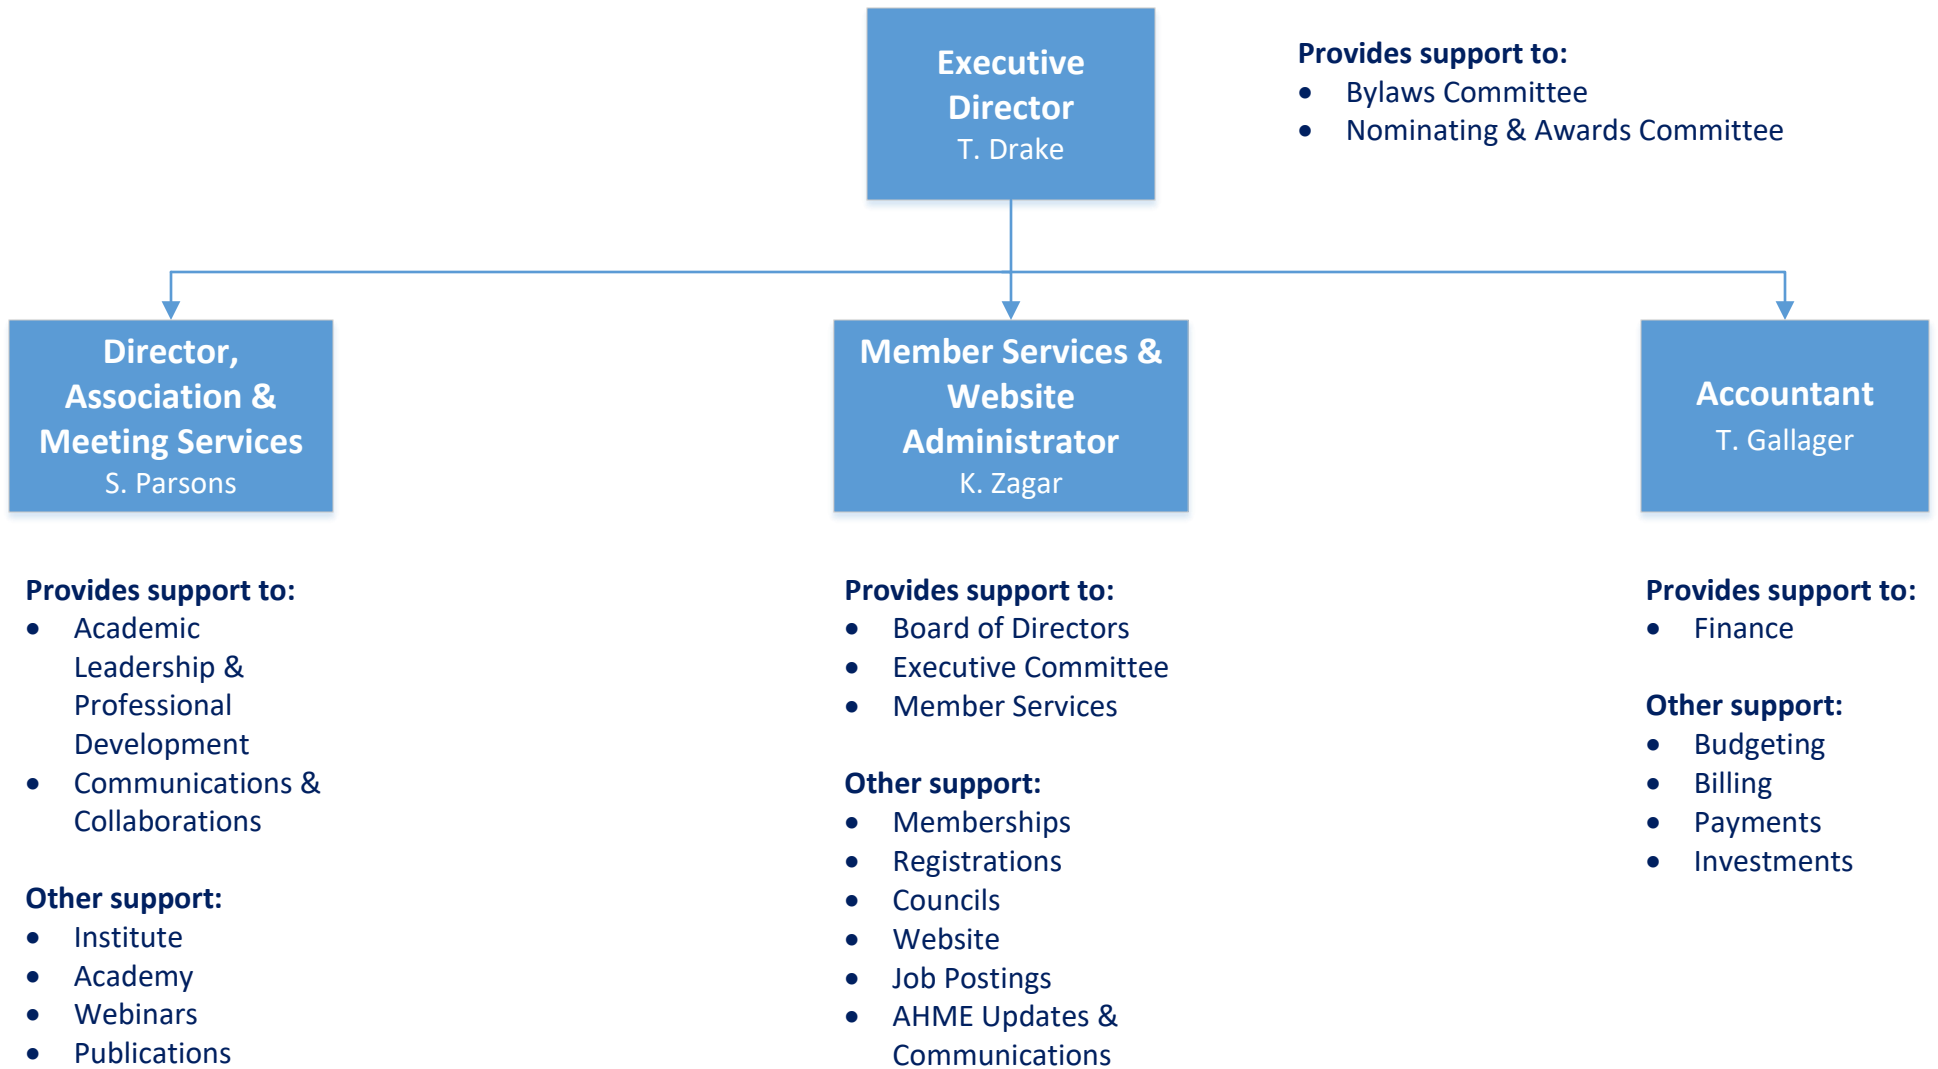 Executive
Director
T. Drake
Provides support to:
• Bylaws Committee
• Nominating & Awards Committee
Director,
Association &
Meeting Services
S. Parsons
Member Services &
Website
Administrator
K. Zagar
Accountant
T. Gallager
Provides support to:
• Academic
Leadership &
Professional
Development
• Communications &
Collaborations
Other support:
• Institute
• Academy
• Webinars
• Publications
Provides support to:
• Board of Directors
• Executive Committee
• Member Services
Other support:
• Memberships
• Registrations
• Councils
• Website
• Job Postings
• AHME Updates &
Communications
Provides support to:
• Finance
Other support:
• Budgeting
• Billing
• Payments
• Investments